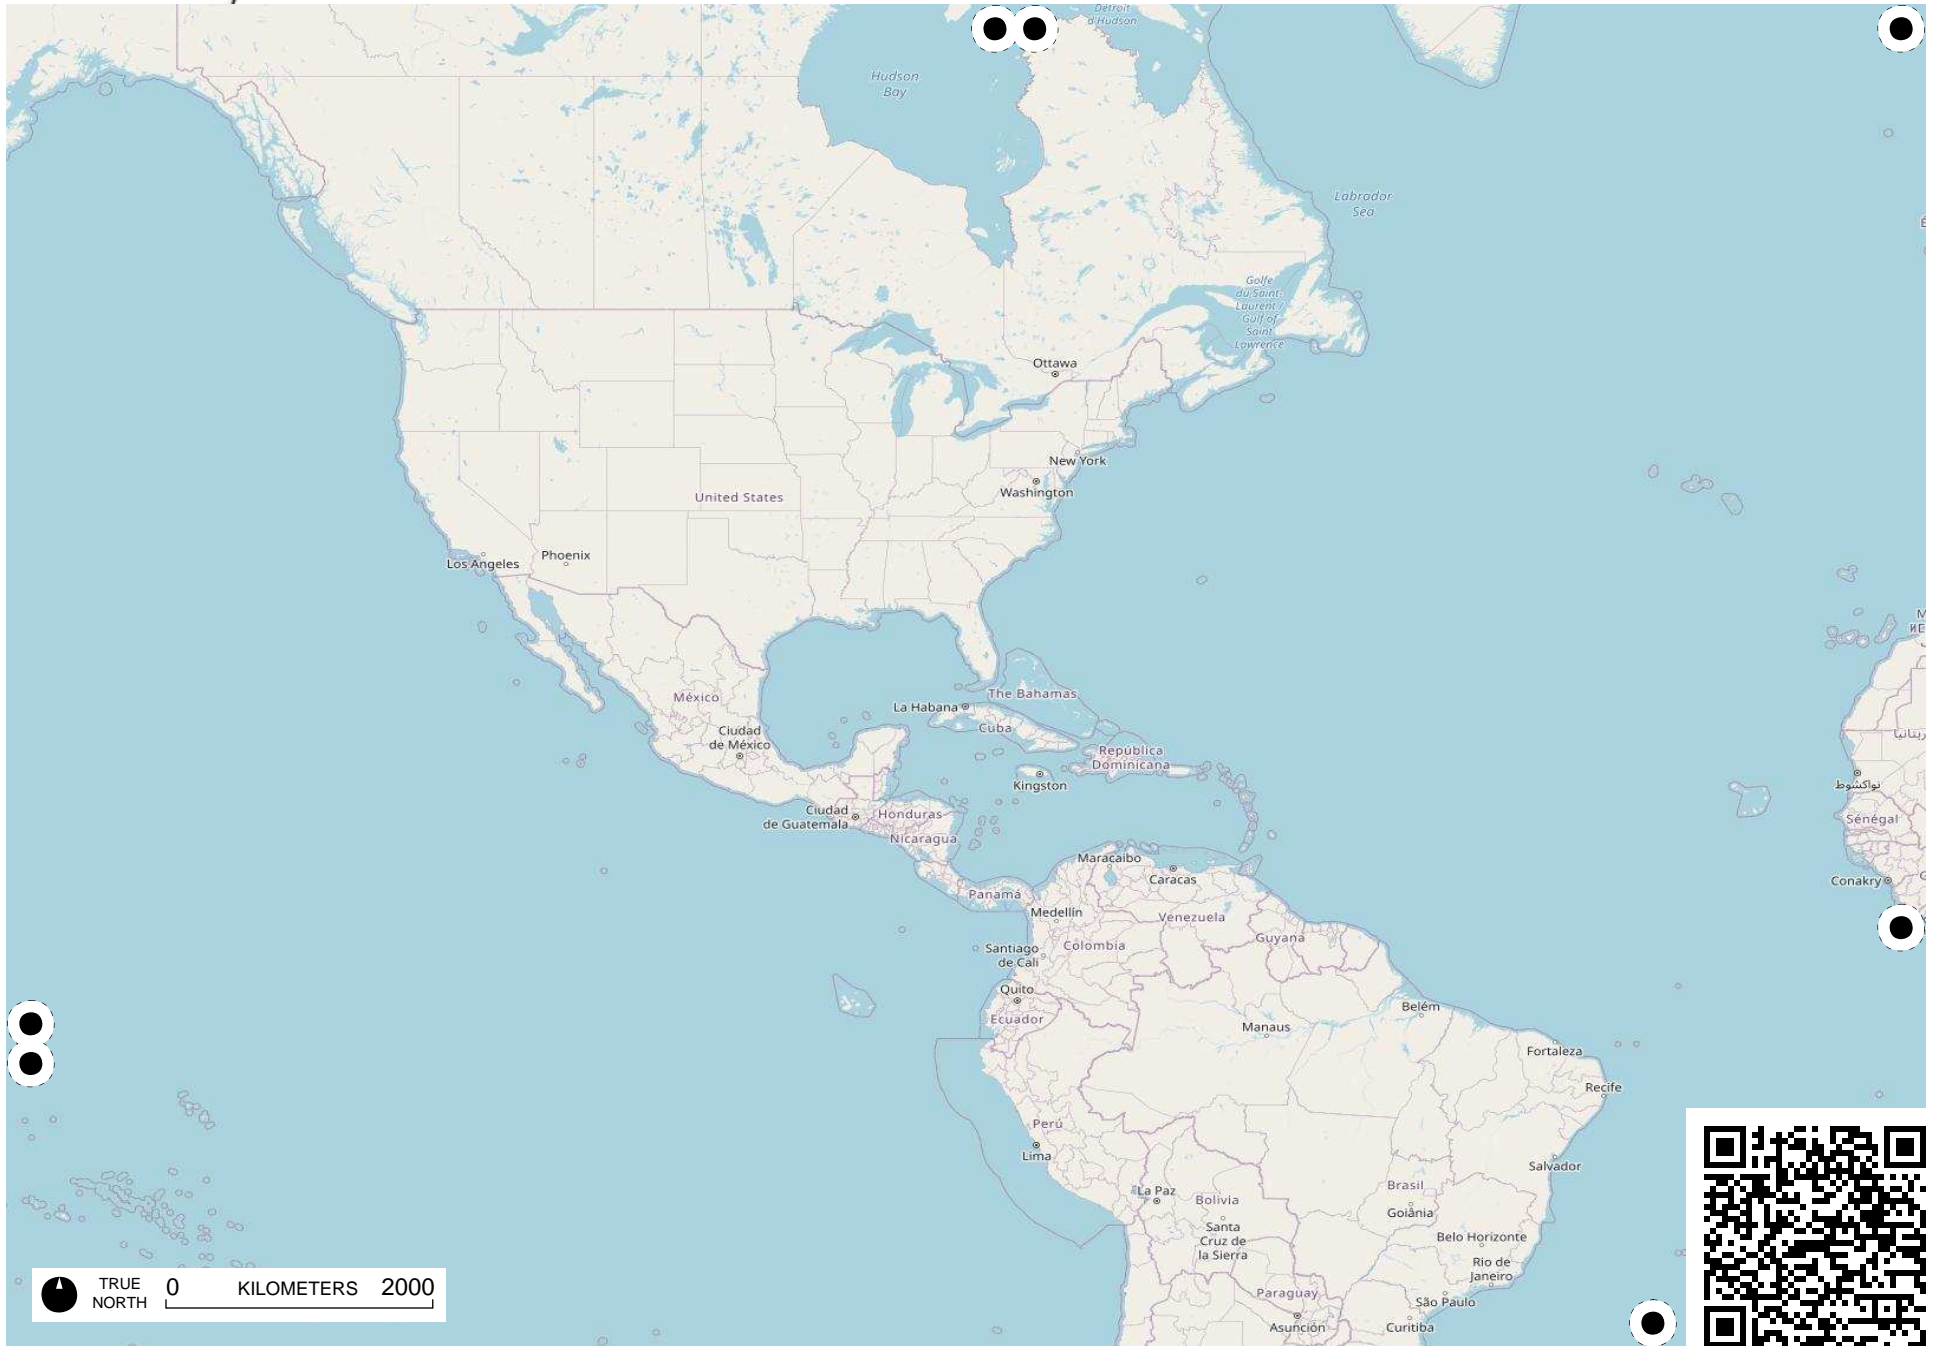 Détroit
d'Hudson
Hudson
Bay
Labrador
Sea
Golfe
du Saint-
Laurent /
Gulf of
Saint
Lawrence
Ottawa
New York
Washington
United States
Los Angeles
Phoenix
México
Ciudad
de México
La Habana
The Bahamas
Cuba
República
Dominicana
Kingston
Ciudad
de Guatemala
Honduras
Nicaragua
نواكشوط
Sénégal
Conakry
Maracaibo
Caracas
Panamá
Medellín
Venezuela
Guyana
Santiago
de Cali
Colombia
Quito
Ecuador
Belém
Manaus
Fortaleza
Recife
Perú
Lima
Salvador
La Paz
Bolivia
Brasil
Goiânia
Santa
Cruz de
la Sierra
Belo Horizonte
Rio de
Janeiro
Paraguay
São Paulo
Asunción
Curitiba
TRUE
NORTH
0 KILOMETERS 2000